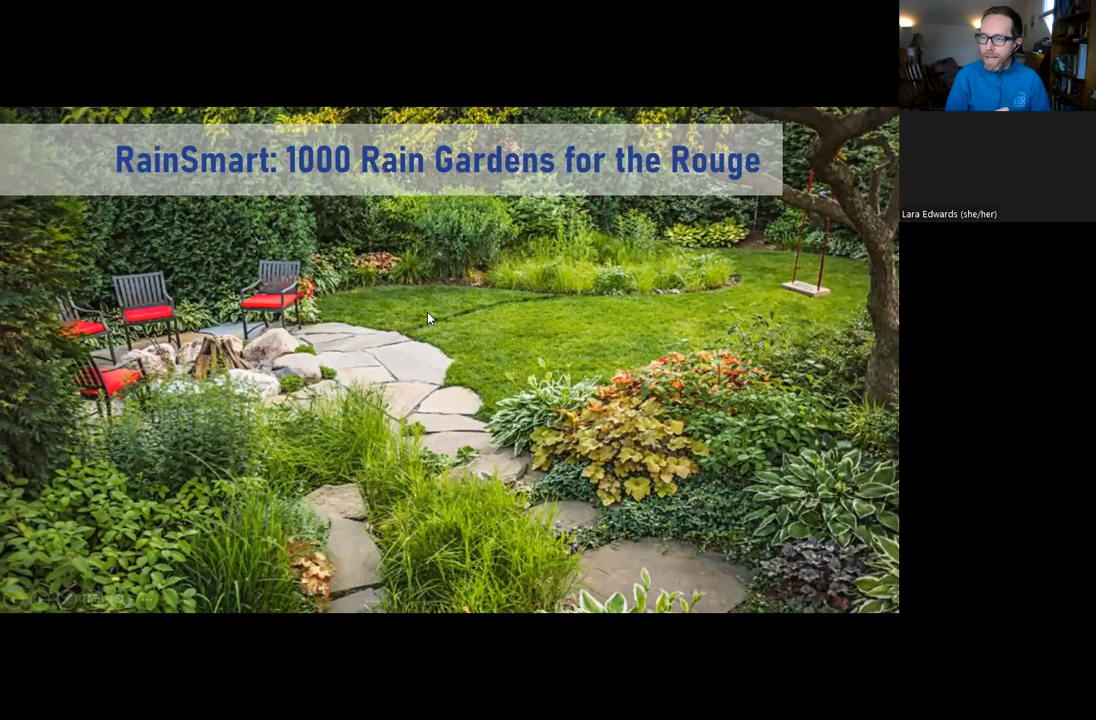 RainSmart: 1000 Rain Gardens for the Rouge
Lara Edwards (she/her)